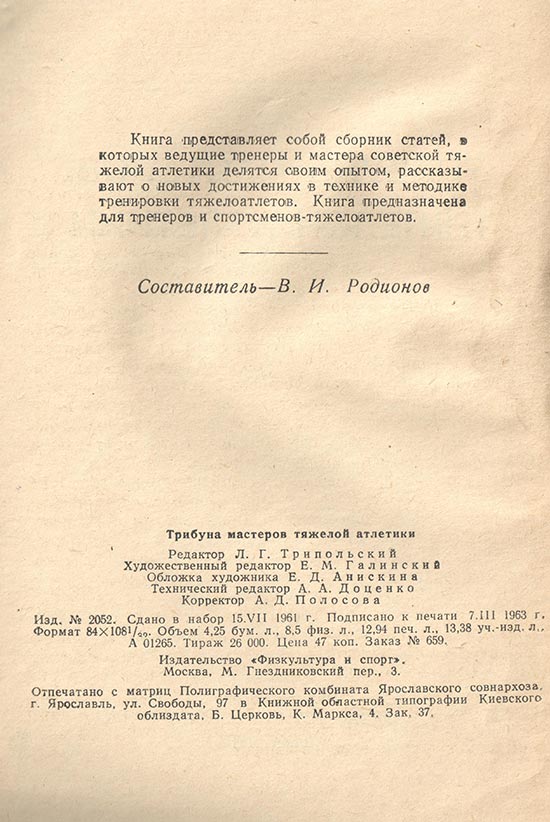 Книга представляет собой сборник статей, в
которых ведущие тренеры и мастера советской тя-
желой атлетики делятся своим опытом, рассказы-
вают о новых достижениях в технике и методике
тренировки тяжелоатлетов. Книга предназначена
для тренеров и спортсменов-тяжелоатлетов.
Составитель—В. И. Родионов
Трибуна мастеров тяжелой атлетики
Редактор Л. Г. Трипольский
Художественный редактор Е. М. Галинский
Обложка художника Е. Д. Анискина
Технический редактор А. А. Доценко
Корректор А. Д. Полосова
Изд. № 2052. Сдано в набор 15.VII 1961 г. Подписано к печати 7.III 1963 г.
Формат 84×108¹/ Объем 4,25 бум. л., 8,5 физ. л., 12,94 печ. л., 13,38 уч.-изд. л.,
А 01265. Тираж 26 000. Цена 47 коп. Заказ № 659.
Издательство «Физкультура и спорт».
Москва, М. Гнездниковский пер., 3.
Отпечатано с матриц Полиграфического комбината Ярославского совнархоза,
г. Ярославль, ул. Свободы, 97 в Книжной областной типографии Киевского
облиздата, Б. Церковь, К. Маркса, 4. Зак. 37.